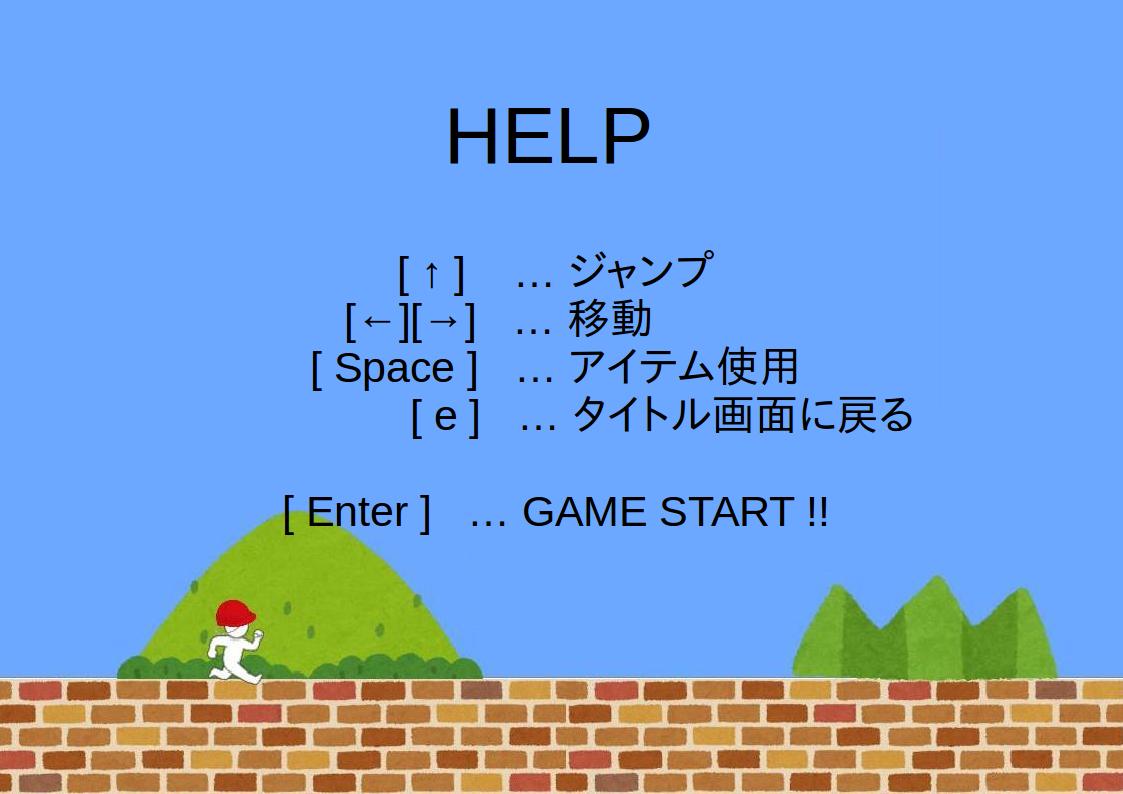 HELP
[ ↑ ] … ジャンプ
[←][→] … 移動
[ Space ] … アイテム使用
[ e ] … タイトル画面に戻る
[ Enter ] … GAME START !!